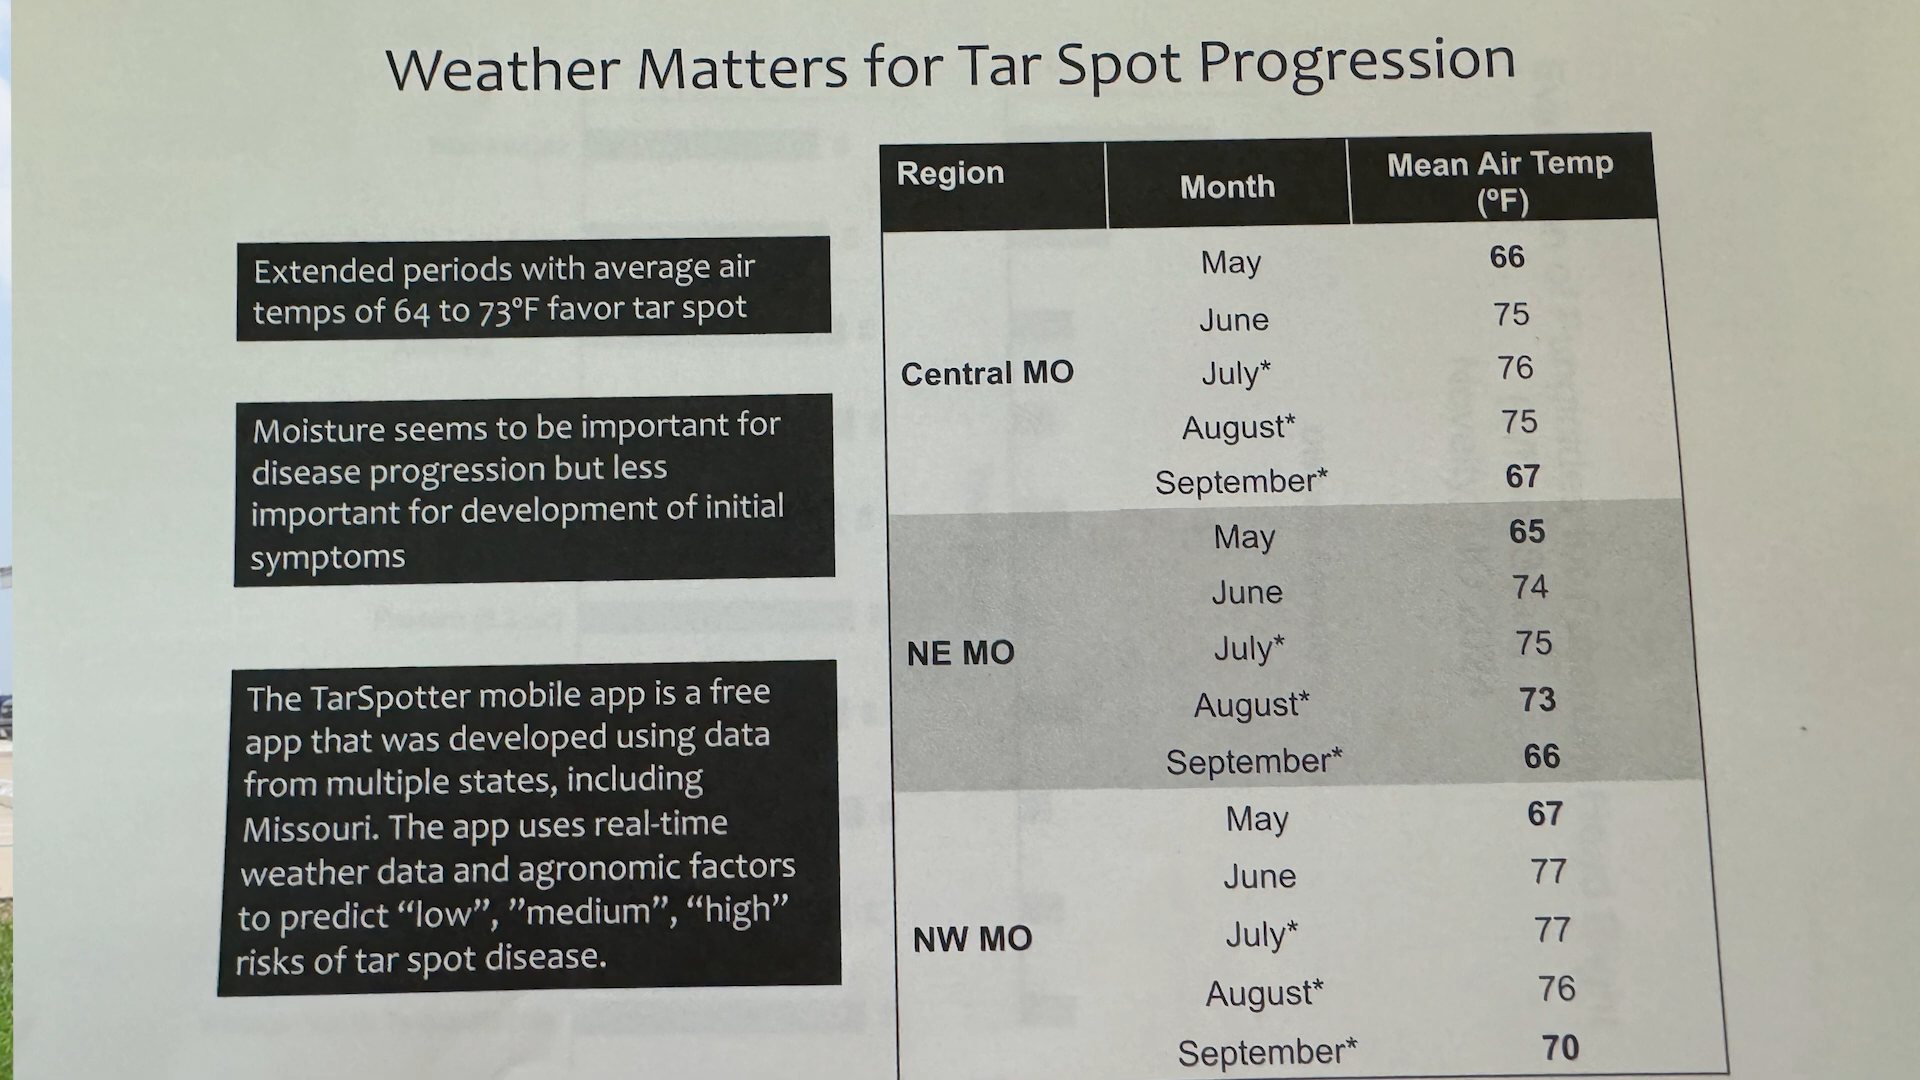 Weather Matters for Tar Spot Progression
Extended periods with average air
temps of 64 to 73°F favor tar spot
Moisture seems to be important for
disease progression but less
important for development of initial
symptoms
The TarSpotter mobile app is a free
app that was developed using data
from multiple states, including
Missouri. The app uses real-time
weather data and agronomic factors
to predict “low”, ”medium”, “high”
risks of tar spot disease.
Region Month Mean Air Temp
(ºF)
Central MO
May 66
June 75
July* 76
August* 75
September* 67
NE MO
May 65
June 74
July* 75
August* 73
September* 66
NW MO
May 67
June 77
July* 77
August* 76
September* 70